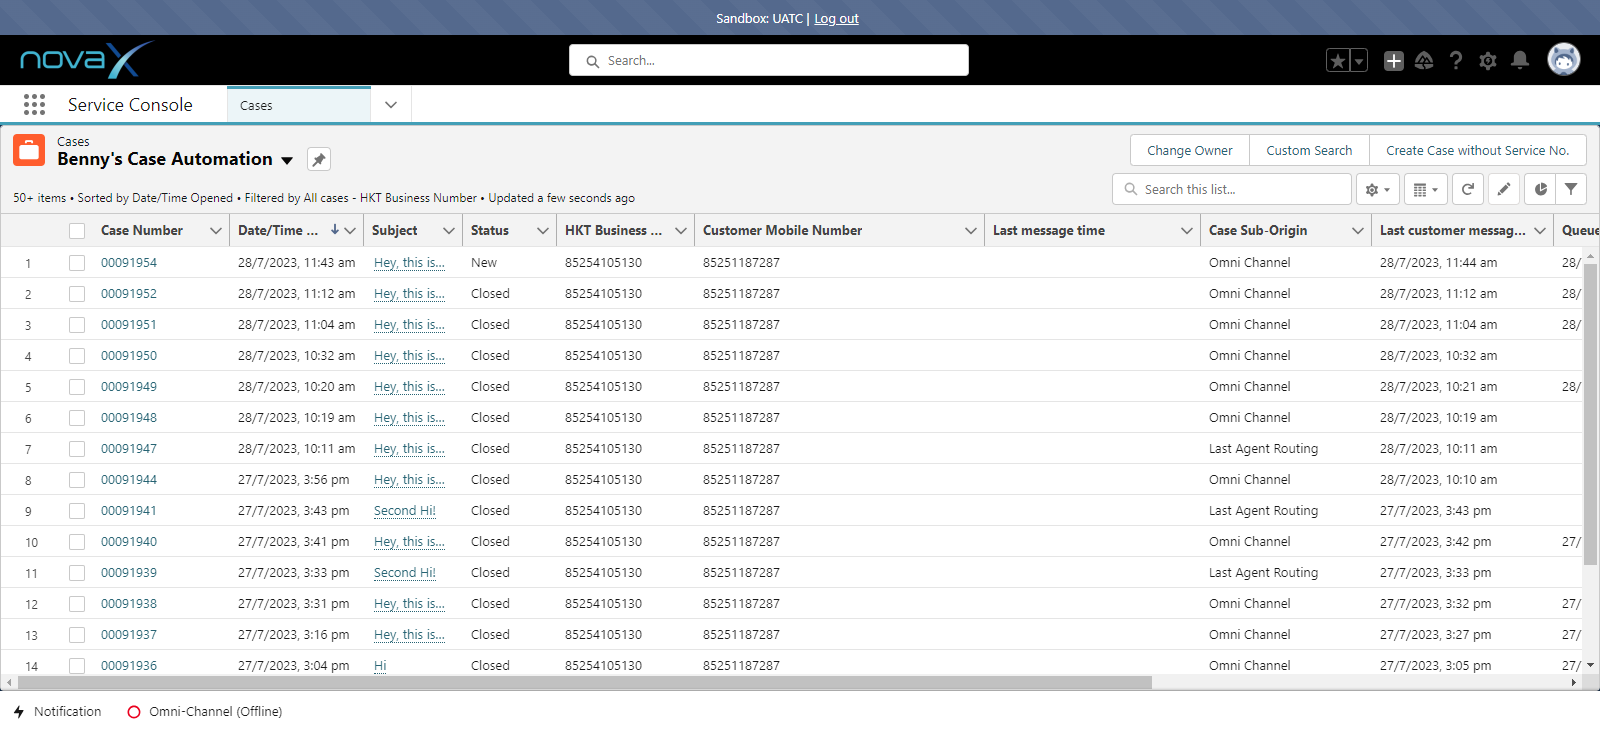 Sandbox: UATC | Log out
novaX
Search...
Service Console
Cases
Cases
Benny's Case Automation
Change Owner
Custom Search
Create Case without Service No.
50+ items • Sorted by Date/Time Opened • Filtered by All cases - HKT Business Number • Updated a few seconds ago
Search this list...
Case Number Date/Time ... Subject Status HKT Business ... Customer Mobile Number Last message time Case Sub-Origin Last customer messag... Queue
1 00091954 28/7/2023, 11:43 am Hey, this is... New 85254105130 85251187287 Omni Channel 28/7/2023, 11:44 am 28/
2 00091952 28/7/2023, 11:12 am Hey, this is... Closed 85254105130 85251187287 Omni Channel 28/7/2023, 11:12 am 28/
3 00091951 28/7/2023, 11:04 am Hey, this is... Closed 85254105130 85251187287 Omni Channel 28/7/2023, 11:04 am 28/
4 00091950 28/7/2023, 10:32 am Hey, this is... Closed 85254105130 85251187287 Omni Channel 28/7/2023, 10:32 am
5 00091949 28/7/2023, 10:20 am Hey, this is... Closed 85254105130 85251187287 Omni Channel 28/7/2023, 10:21 am 28/
6 00091948 28/7/2023, 10:19 am Hey, this is... Closed 85254105130 85251187287 Omni Channel 28/7/2023, 10:19 am
7 00091947 28/7/2023, 10:11 am Hey, this is... Closed 85254105130 85251187287 Last Agent Routing 28/7/2023, 10:11 am
8 00091944 27/7/2023, 3:56 pm Hey, this is... Closed 85254105130 85251187287 Omni Channel 28/7/2023, 10:10 am
9 00091941 27/7/2023, 3:43 pm Second Hi! Closed 85254105130 85251187287 Last Agent Routing 27/7/2023, 3:43 pm
10 00091940 27/7/2023, 3:41 pm Hey, this is... Closed 85254105130 85251187287 Omni Channel 27/7/2023, 3:42 pm 27/
11 00091939 27/7/2023, 3:33 pm Second Hi! Closed 85254105130 85251187287 Last Agent Routing 27/7/2023, 3:33 pm
12 00091938 27/7/2023, 3:31 pm Hey, this is... Closed 85254105130 85251187287 Omni Channel 27/7/2023, 3:32 pm 27/
13 00091937 27/7/2023, 3:16 pm Hey, this is... Closed 85254105130 85251187287 Omni Channel 27/7/2023, 3:27 pm 27/
14 00091936 27/7/2023, 3:04 pm Hi Closed 85254105130 85251187287 Omni Channel 27/7/2023, 3:05 pm 27/
Notification
Omni-Channel (Offline)